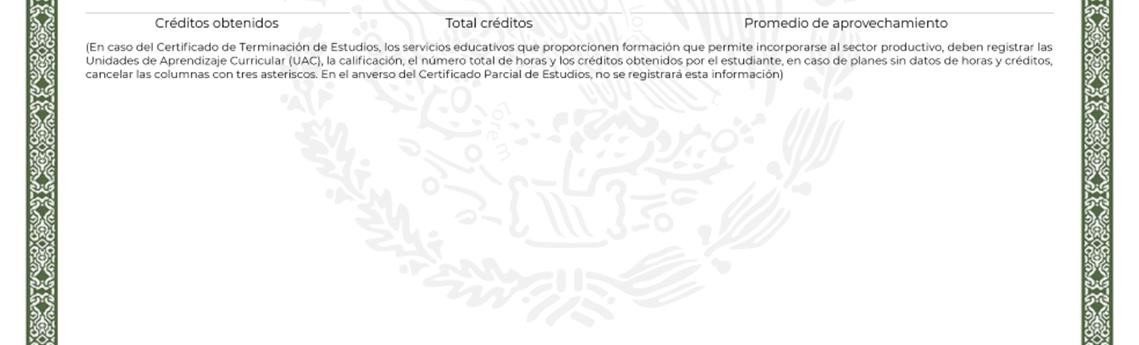 Créditos obtenidos Total créditos Promedio de aprovechamiento
(En caso del Certificado de Terminación de Estudios, los servicios educativos que proporcionen formación que permite incorporarse al sector productivo, deben registrar las
Unidades de Aprendizaje Curricular (UAC), la calificación, el número total de horas y los créditos obtenidos por el estudiante, en caso de planes sin datos de horas y créditos,
cancelar las columnas con tres asteriscos. En el anverso del Certificado Parcial de Estudios, no se registrará esta información)
Lorem